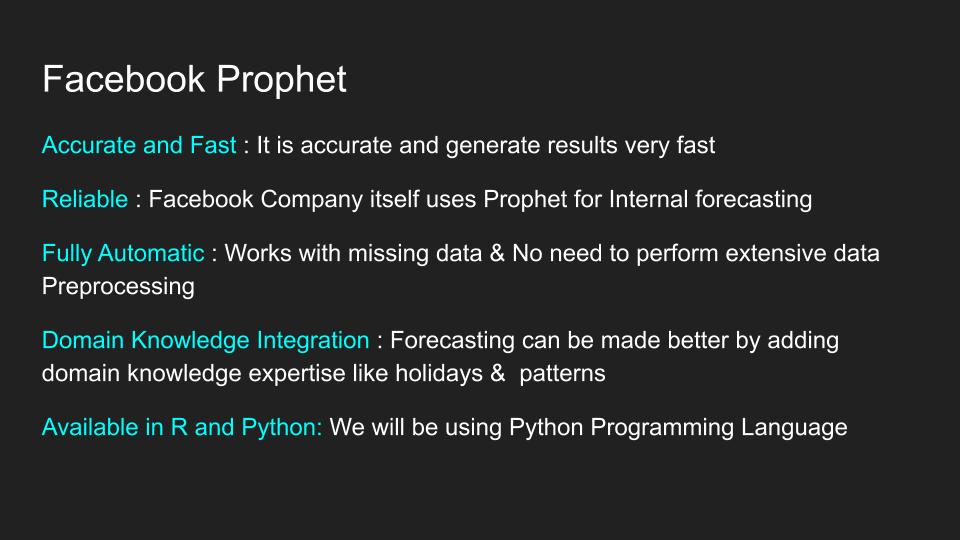 Facebook Prophet
Accurate and Fast : It is accurate and generate results very fast
Reliable : Facebook Company itself uses Prophet for Internal forecasting
Fully Automatic : Works with missing data & No need to perform extensive data
Preprocessing
Domain Knowledge Integration : Forecasting can be made better by adding
domain knowledge expertise like holidays &  patterns
Available in R and Python: We will be using Python Programming Language